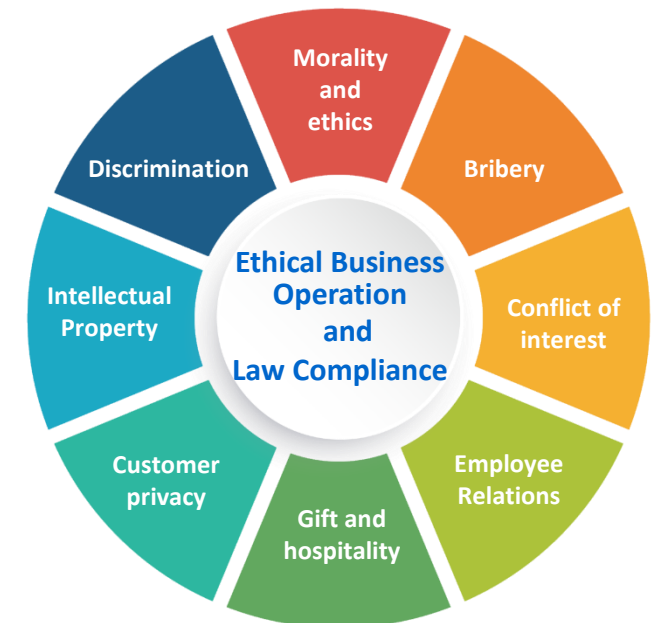 Morality
and
ethics
Bribery
Conflict of
interest
Employee
Relations
Gift and
hospitality
Customer
privacy
Intellectual
Property
Discrimination
Ethical Business
Operation
and
Law Compliance